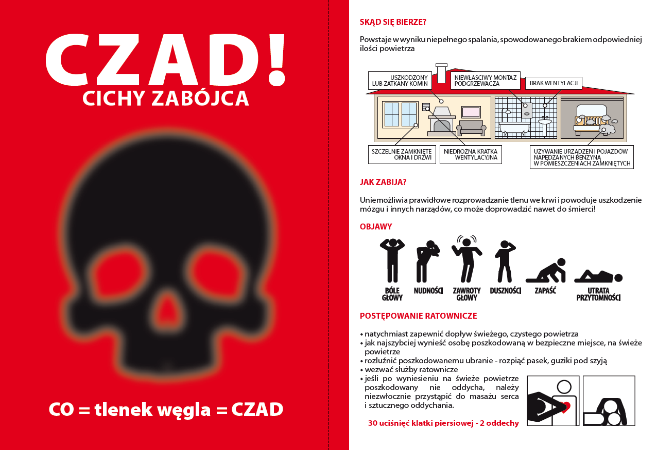 CZAD!
CICHY ZABÓJCA
CO = tlenek węgla = CZAD
SKĄD SIĘ BIERZE?
Powstaje w wyniku niepełnego spalania, spowodowanego brakiem odpowiedniej
ilości powietrza
USZKODZONY
LUB ZATKANY KOMIN
NIEWŁAŚCIWY MONTAŻ
PODGRZEWACZA
BRAK WENTYLACJI
SZCZELNIE ZAMKNIĘTE
OKNA I DRZWI
NIEDROŻNA KRATKA
WENTYLACYJNA
UŻYWANIE URZĄDZEŃ I POJAZDÓW
NAPĘDZANYCH BENZYNĄ
W POMIESZCZENIACH ZAMKNIĘTYCH
JAK ZABIJA?
Uniemożliwia prawidłowe rozprowadzanie tlenu we krwi i powoduje uszkodzenie
mózgu i innych narządów, co może doprowadzić nawet do śmierci!
OBJAWY
BÓLE
GŁOWY
NUDNOŚCI
ZAWROTY
GŁOWY
DUSZNOŚCI
ZAPAŚĆ
UTRATA
PRZYTOMNOŚCI
POSTĘPOWANIE RATOWNICZE
• natychmiast zapewnić dopływ świeżego, czystego powietrza
• jak najszybciej wynieść osobę poszkodowaną w bezpieczne miejsce, na świeże
powietrze
• rozluźnić poszkodowanemu ubranie - rozpiąć pasek, guziki pod szyją
• wezwać służby ratownicze
• jeśli po wyniesieniu na świeże powietrze
poszkodowany nie oddycha, należy
niezwłocznie przystąpić do masażu serca
i sztucznego oddychania.
30 uciśnięć klatki piersiowej - 2 oddechy